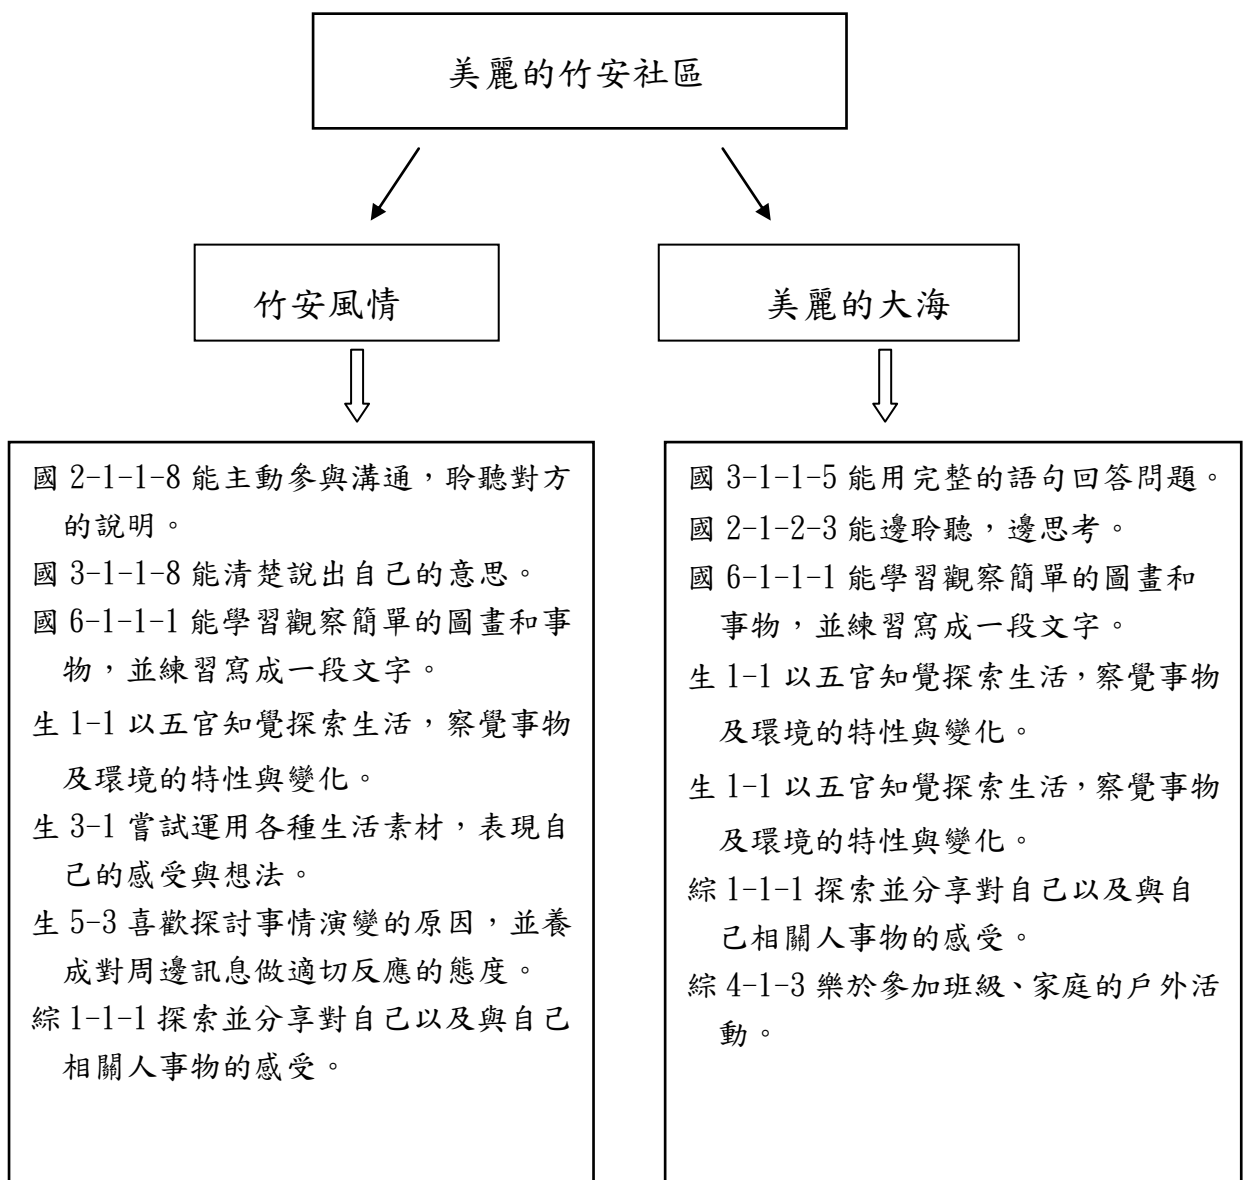 美麗的竹安社區
竹安風情
美麗的大海
國 2-1-1-8 能主動參與溝通，聆聽對方
的說明。
國 3-1-1-8 能清楚說出自己的意思。
國 6-1-1-1 能學習觀察簡單的圖畫和事
物，並練習寫成一段文字。
生 1-1 以五官知覺探索生活，察覺事物
及環境的特性與變化。
生 3-1 嘗試運用各種生活素材，表現自
己的感受與想法。
生 5-3 喜歡探討事情演變的原因，並養
成對周邊訊息做適切反應的態度。
綜 1-1-1 探索並分享對自己以及與自己
相關人事物的感受。
國 3-1-1-5 能用完整的語句回答問題。
國 2-1-2-3 能邊聆聽，邊思考。
國 6-1-1-1 能學習觀察簡單的圖畫和
事物，並練習寫成一段文字。
生 1-1 以五官知覺探索生活，察覺事物
及環境的特性與變化。
生 1-1 以五官知覺探索生活，察覺事物
及環境的特性與變化。
綜 1-1-1 探索並分享對自己以及與自
己相關人事物的感受。
綜 4-1-3 樂於參加班級、家庭的戶外活
動。